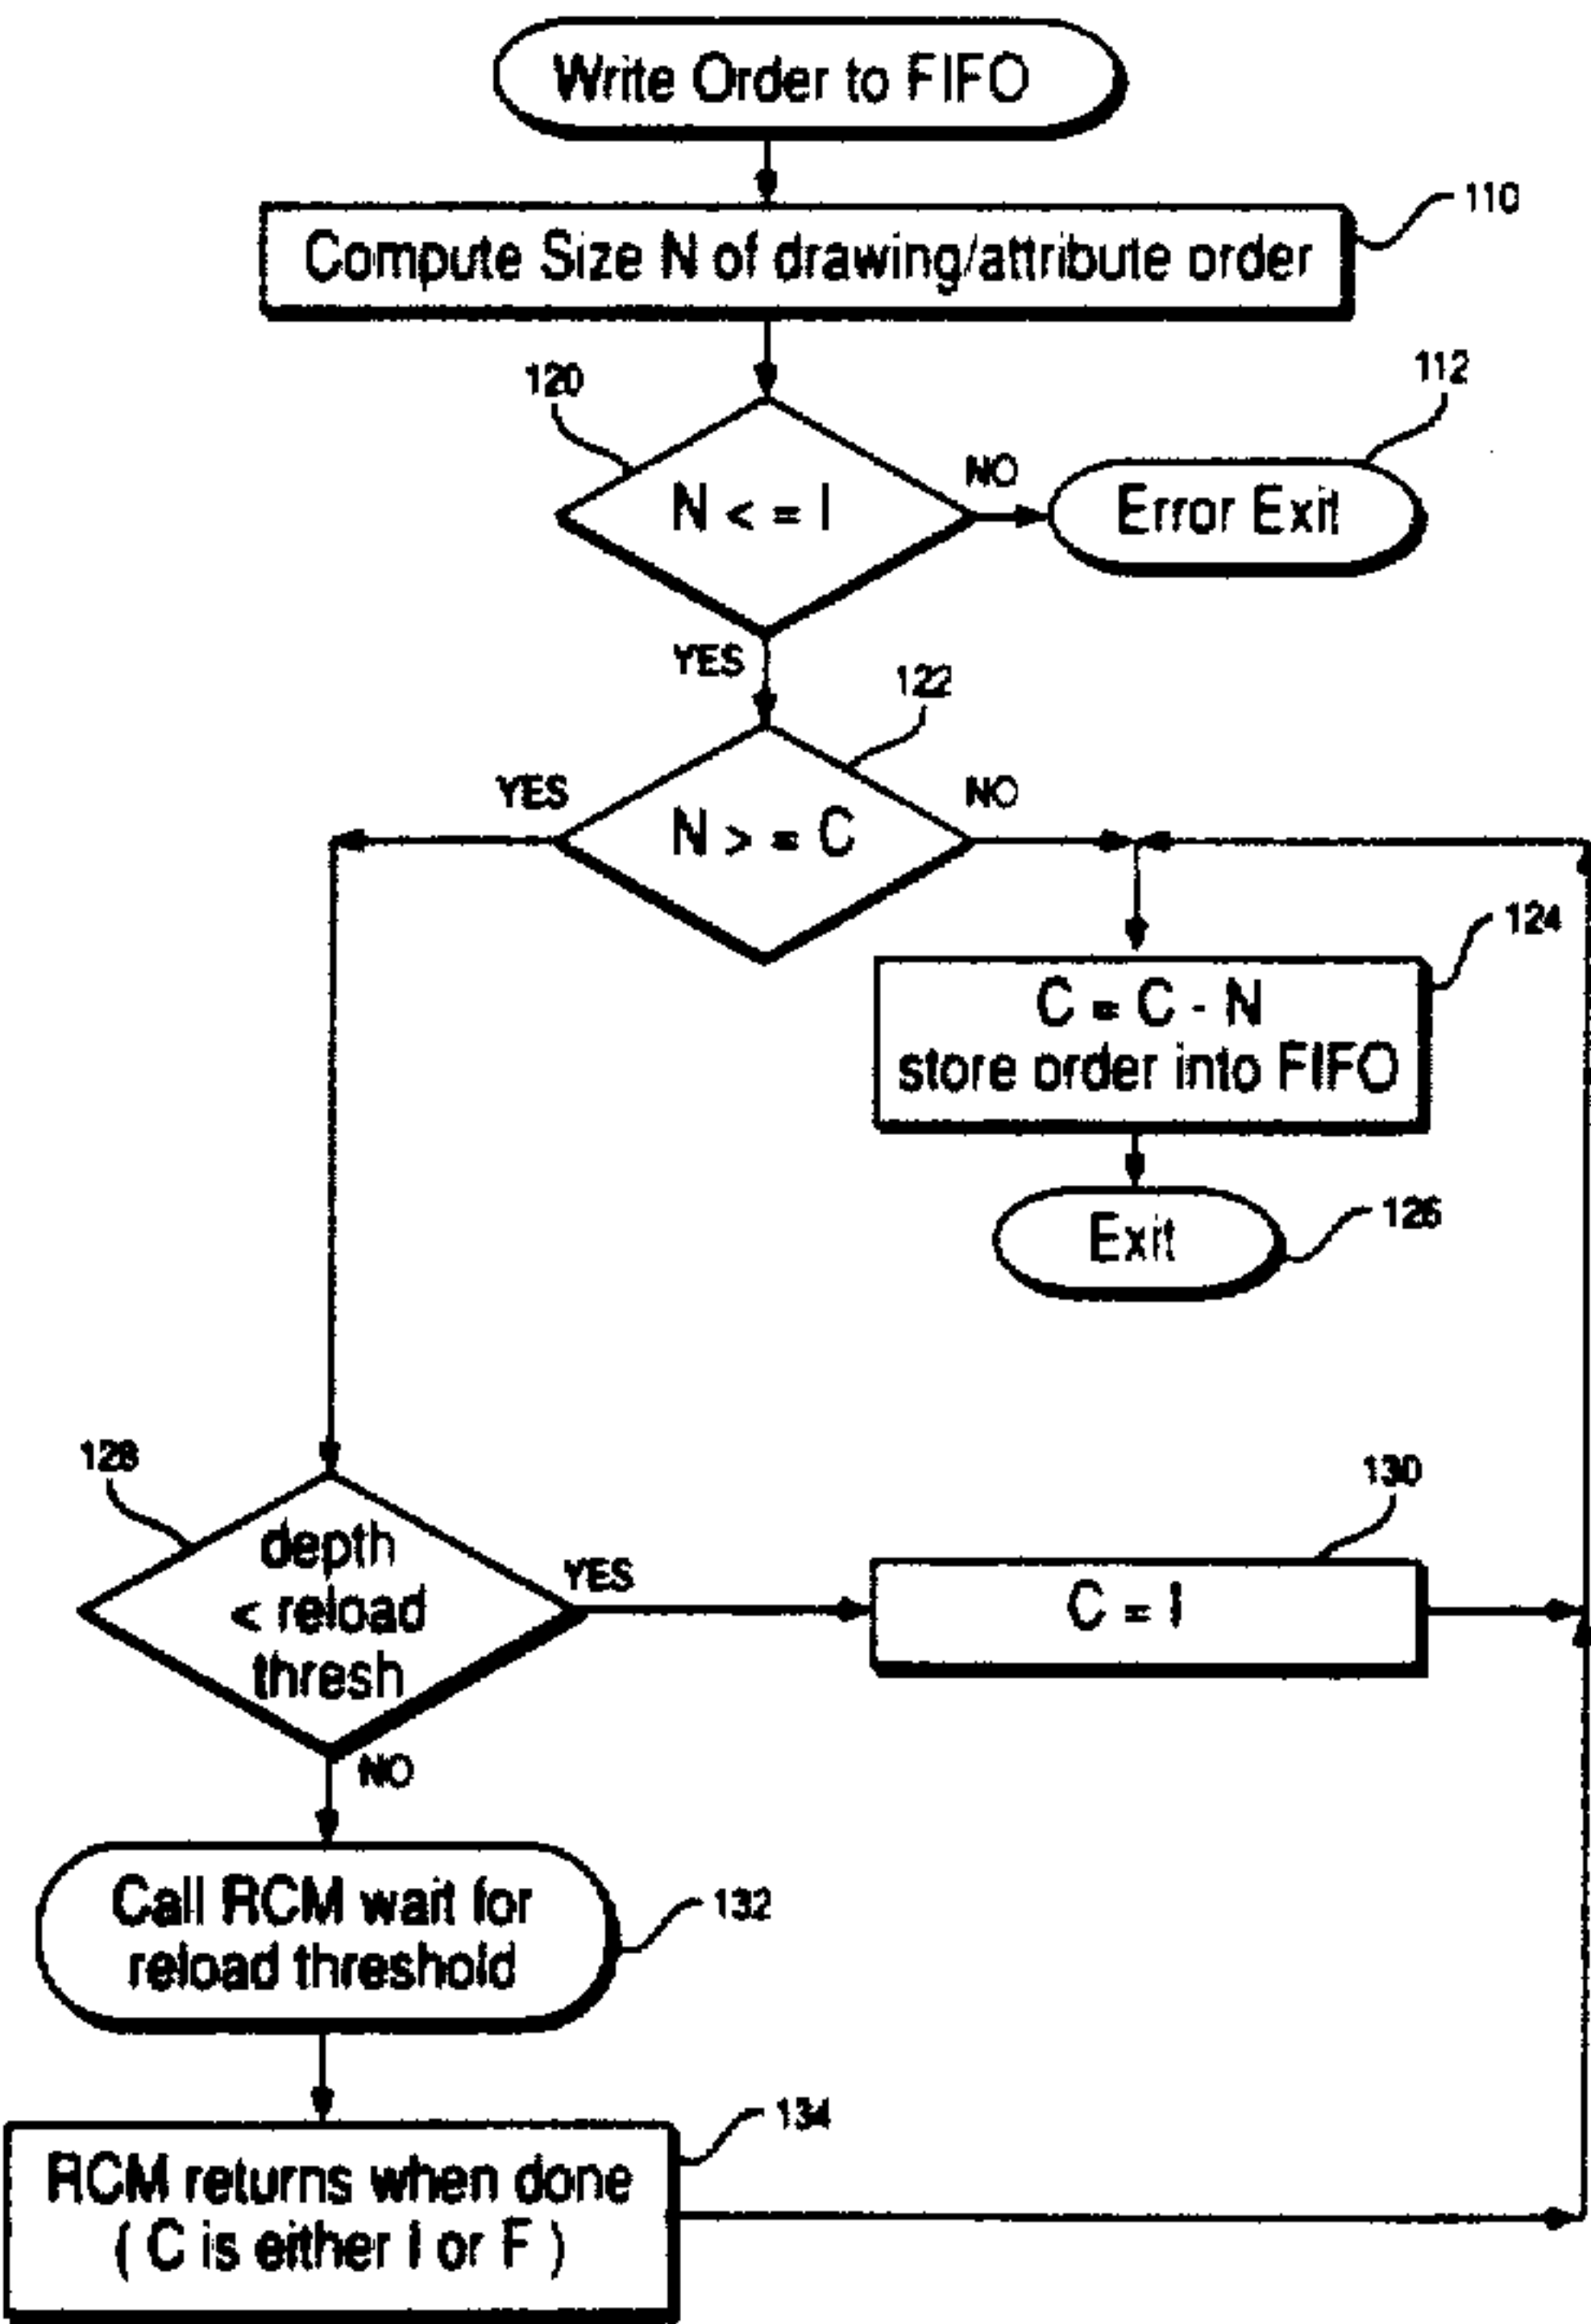 Write Order to FIFO
110
Compute Size N of drawing/attribute order
120
112
N < = I
NO
Error Exit
YES
122
YES
N > = C
NO
124
C = C - N
store order into FIFO
Exit
126
128
130
depth
< reload
thresh
YES
C = I
NO
Call RCM wait for
reload threshold
132
134
RCM returns when done
( C is either I or F )